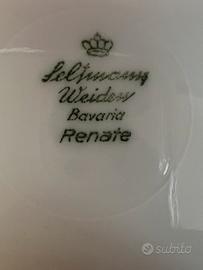 Seltmann
Weiden
Bavaria
Renate
subito